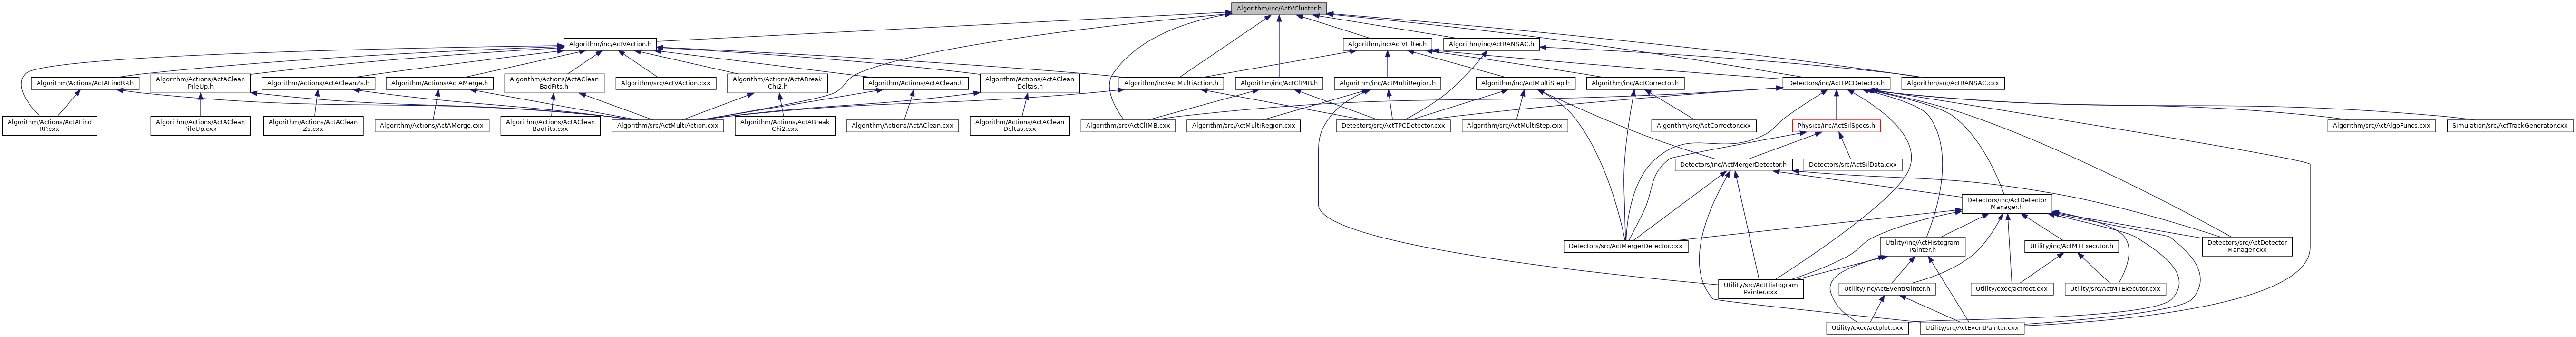 Algorithm/inc/ActVCluster.h
Algorithm/inc/ActVAction.h
Algorithm/inc/ActVFilter.h
Algorithm/inc/ActRANSAC.h
Algorithm/Actions/ActAFindRP.h
Algorithm/Actions/ActAClean
PileUp.h
Algorithm/Actions/ActACleanZs.h
Algorithm/Actions/ActAMerge.h
Algorithm/Actions/ActAClean
BadFits.h
Algorithm/src/ActVAction.cxx
Algorithm/Actions/ActABreak
Chi2.h
Algorithm/Actions/ActAClean.h
Algorithm/Actions/ActAClean
Deltas.h
Algorithm/inc/ActMultiAction.h
Algorithm/inc/ActClIMB.h
Algorithm/inc/ActMultiRegion.h
Algorithm/inc/ActMultiStep.h
Algorithm/inc/ActCorrector.h
Detectors/inc/ActTPCDetector.h
Algorithm/src/ActRANSAC.cxx
Algorithm/Actions/ActAFind
RP.cxx
Algorithm/Actions/ActAClean
PileUp.cxx
Algorithm/Actions/ActAClean
Zs.cxx
Algorithm/Actions/ActAMerge.cxx
Algorithm/Actions/ActAClean
BadFits.cxx
Algorithm/src/ActMultiAction.cxx
Algorithm/Actions/ActABreak
Chi2.cxx
Algorithm/Actions/ActAClean.cxx
Algorithm/Actions/ActAClean
Deltas.cxx
Algorithm/src/ActClIMB.cxx
Algorithm/src/ActMultiRegion.cxx
Detectors/src/ActTPCDetector.cxx
Algorithm/src/ActMultiStep.cxx
Algorithm/src/ActCorrector.cxx
Physics/inc/ActSilSpecs.h
Algorithm/src/ActAlgoFuncs.cxx
Simulation/src/ActTrackGenerator.cxx
Detectors/inc/ActMergerDetector.h
Detectors/src/ActSilData.cxx
Detectors/inc/ActDetector
Manager.h
Detectors/src/ActMergerDetector.cxx
Utility/inc/ActHistogram
Painter.h
Utility/inc/ActMTExecutor.h
Detectors/src/ActDetector
Manager.cxx
Utility/src/ActHistogram
Painter.cxx
Utility/inc/ActEventPainter.h
Utility/exec/actroot.cxx
Utility/src/ActMTExecutor.cxx
Utility/exec/actplot.cxx
Utility/src/ActEventPainter.cxx